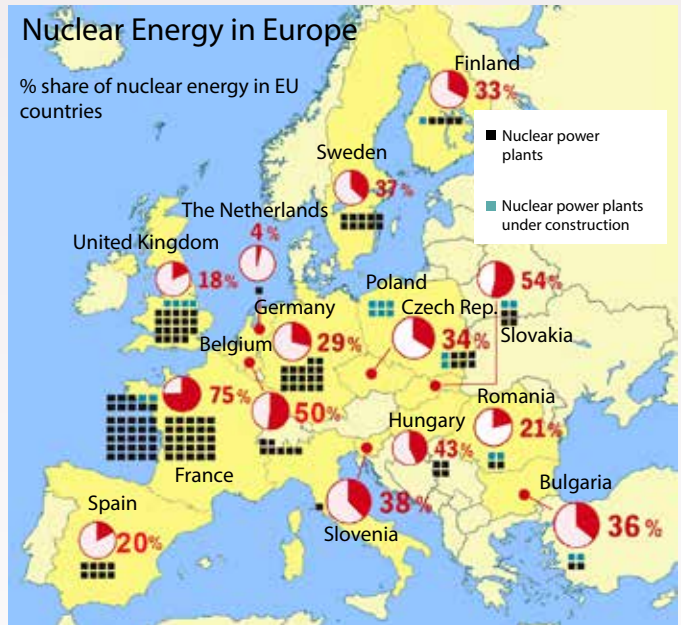 Nuclear Energy in Europe
% share of nuclear energy in EU
countries
Finland
33%
Nuclear power
plants
Nuclear power plants
under construction
Sweden
37%
The Netherlands
4%
United Kingdom
18%
Poland
54%
Slovakia
Germany
29%
Czech Rep.
34%
Belgium
50%
75%
France
Romania
21%
Hungary
43%
Bulgaria
36%
Spain
20%
38%
Slovenia